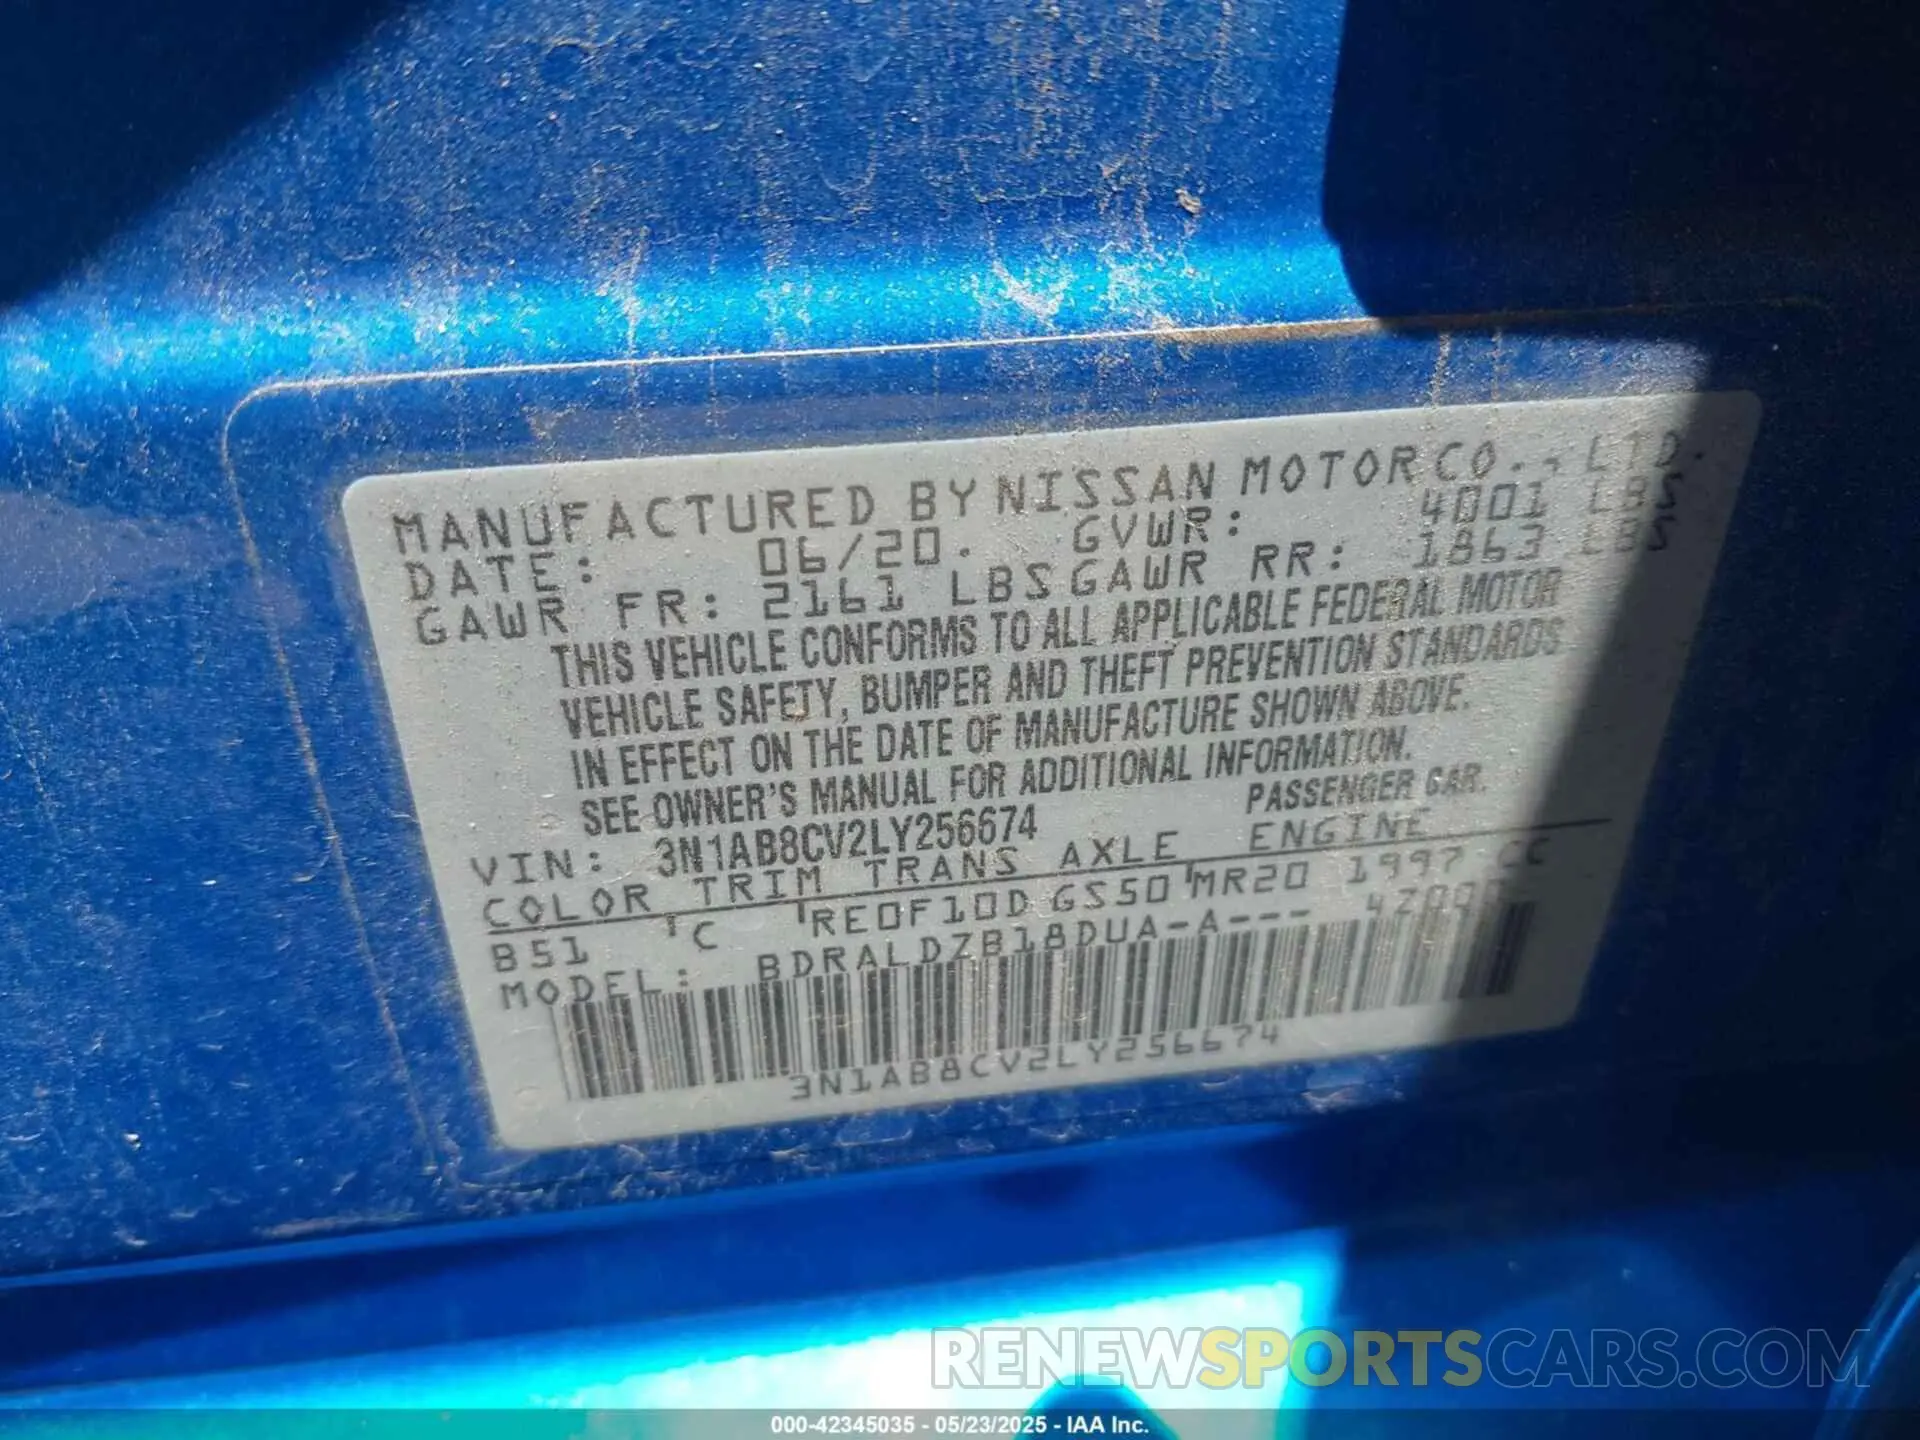 MANUFACTURED BY NISSAN MOTOR CO., LTD.
DATE: 06/20. GVWR: 4001 LBS
GAWR FR: 2161 LBS GAWR RR: 1863 LBS
THIS VEHICLE CONFORMS TO ALL APPLICABLE FEDERAL MOTOR
VEHICLE SAFETY, BUMPER AND THEFT PREVENTION STANDARDS
IN EFFECT ON THE DATE OF MANUFACTURE SHOWN ABOVE.
SEE OWNER'S MANUAL FOR ADDITIONAL INFORMATION.
VIN: 3N1AB8CV2LY256674 PASSENGER CAR.
COLOR TRIM TRANS AXLE ENGINE
B51 C RE0F10D GS50 MR20 1997 CC
MODEL: BDRALDZB18DUA-A---
3N1AB8CV2LY256674
RENEWSPORTSCARS.COM
000-42345035 - 05/23/2025 - IAA Inc.